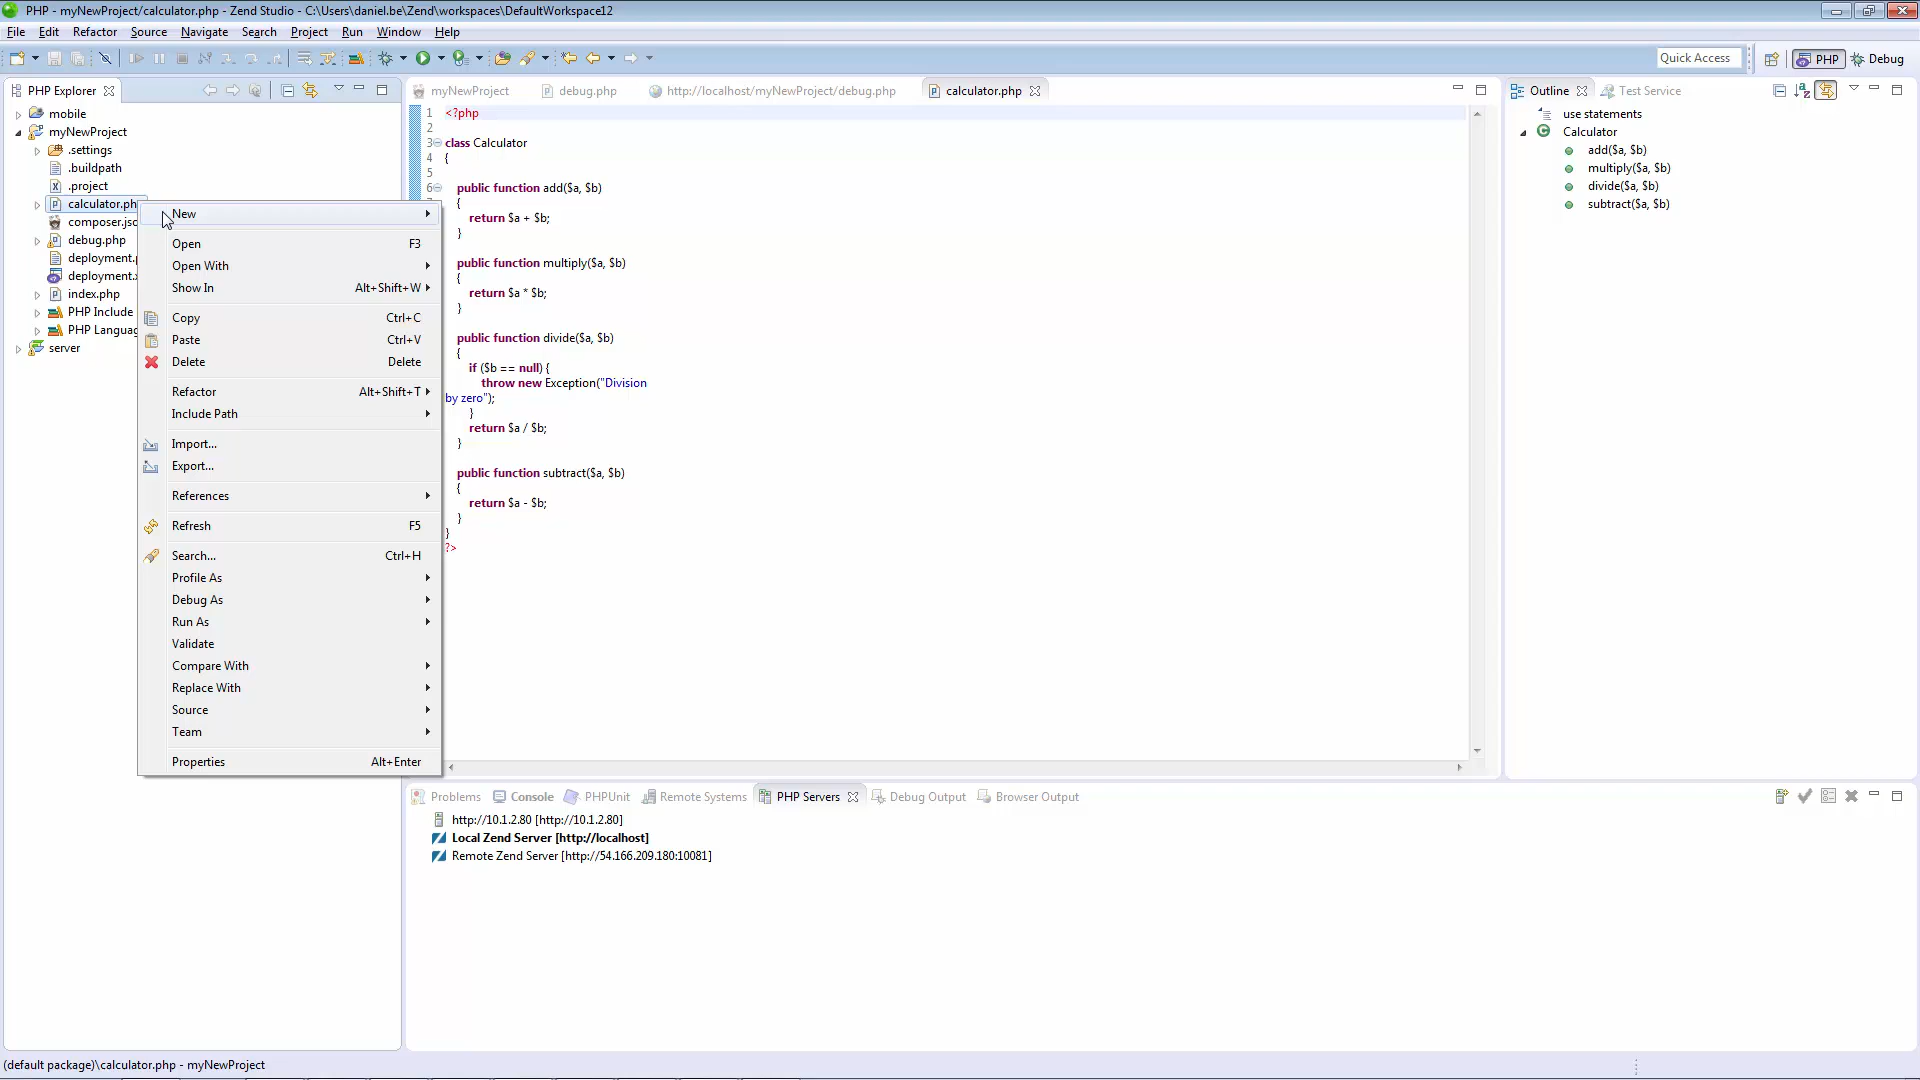 PHP - myNewProject/calculator.php - Zend Studio - C:\Users\daniel.be\Zend\workspaces\DefaultWorkspace12
File Edit Refactor Source Navigate Search Project Run Window Help
Quick Access
PHP
Debug
PHP Explorer
mobile
myNewProject
.settings
.buildpath
.project
calculator.ph
composer.jso
debug.php
deployment.p
deployment.x
index.php
PHP Include
PHP Languag
server
New
Open F3
Open With
Show In Alt+Shift+W
Copy Ctrl+C
Paste Ctrl+V
Delete Delete
Refactor Alt+Shift+T
Include Path
Import...
Export...
References
Refresh F5
Search... Ctrl+H
Profile As
Debug As
Run As
Validate
Compare With
Replace With
Source
Team
Properties Alt+Enter
myNewProject debug.php http://localhost/myNewProject/debug.php calculator.php
1 <?php
2
3 class Calculator
4 {
5
6 public function add($a, $b)
{
return $a + $b;
}
public function multiply($a, $b)
{
return $a * $b;
}
public function divide($a, $b)
{
if ($b == null) {
throw new Exception("Division
by zero");
}
return $a / $b;
}
public function subtract($a, $b)
{
return $a - $b;
}
}
?>
Outline Test Service
use statements
Calculator
add($a, $b)
multiply($a, $b)
divide($a, $b)
subtract($a, $b)
Problems Console PHPUnit Remote Systems PHP Servers Debug Output Browser Output
http://10.1.2.80 [http://10.1.2.80]
Local Zend Server [http://localhost]
Remote Zend Server [http://54.166.209.180:10081]
(default package)\calculator.php - myNewProject